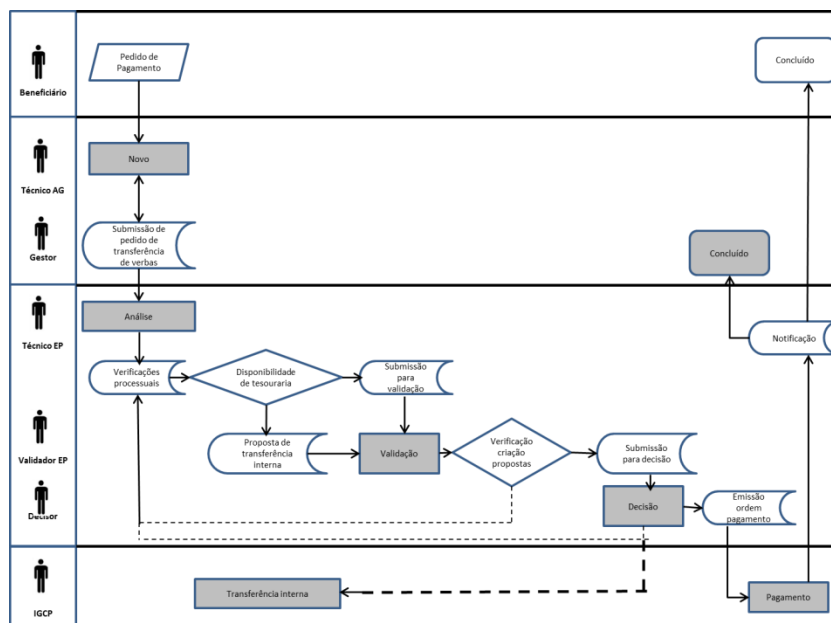 Pedido de
Pagamento
Concluído
Beneficiário
Novo
Técnico AG
Submissão de
pedido de
transferência
de verbas
Gestor
Concluído
Análise
Técnico EP
Notificação
Verificações
processuais
Disponibilidade
de tesouraria
Submissão
para
validação
Proposta de
transferência
interna
Validação
Verificação
criação
propostas
Submissão
para decisão
Validador EP
Decisor
Decisão
Emissão
ordem
pagamento
Transferência interna
Pagamento
IGCP